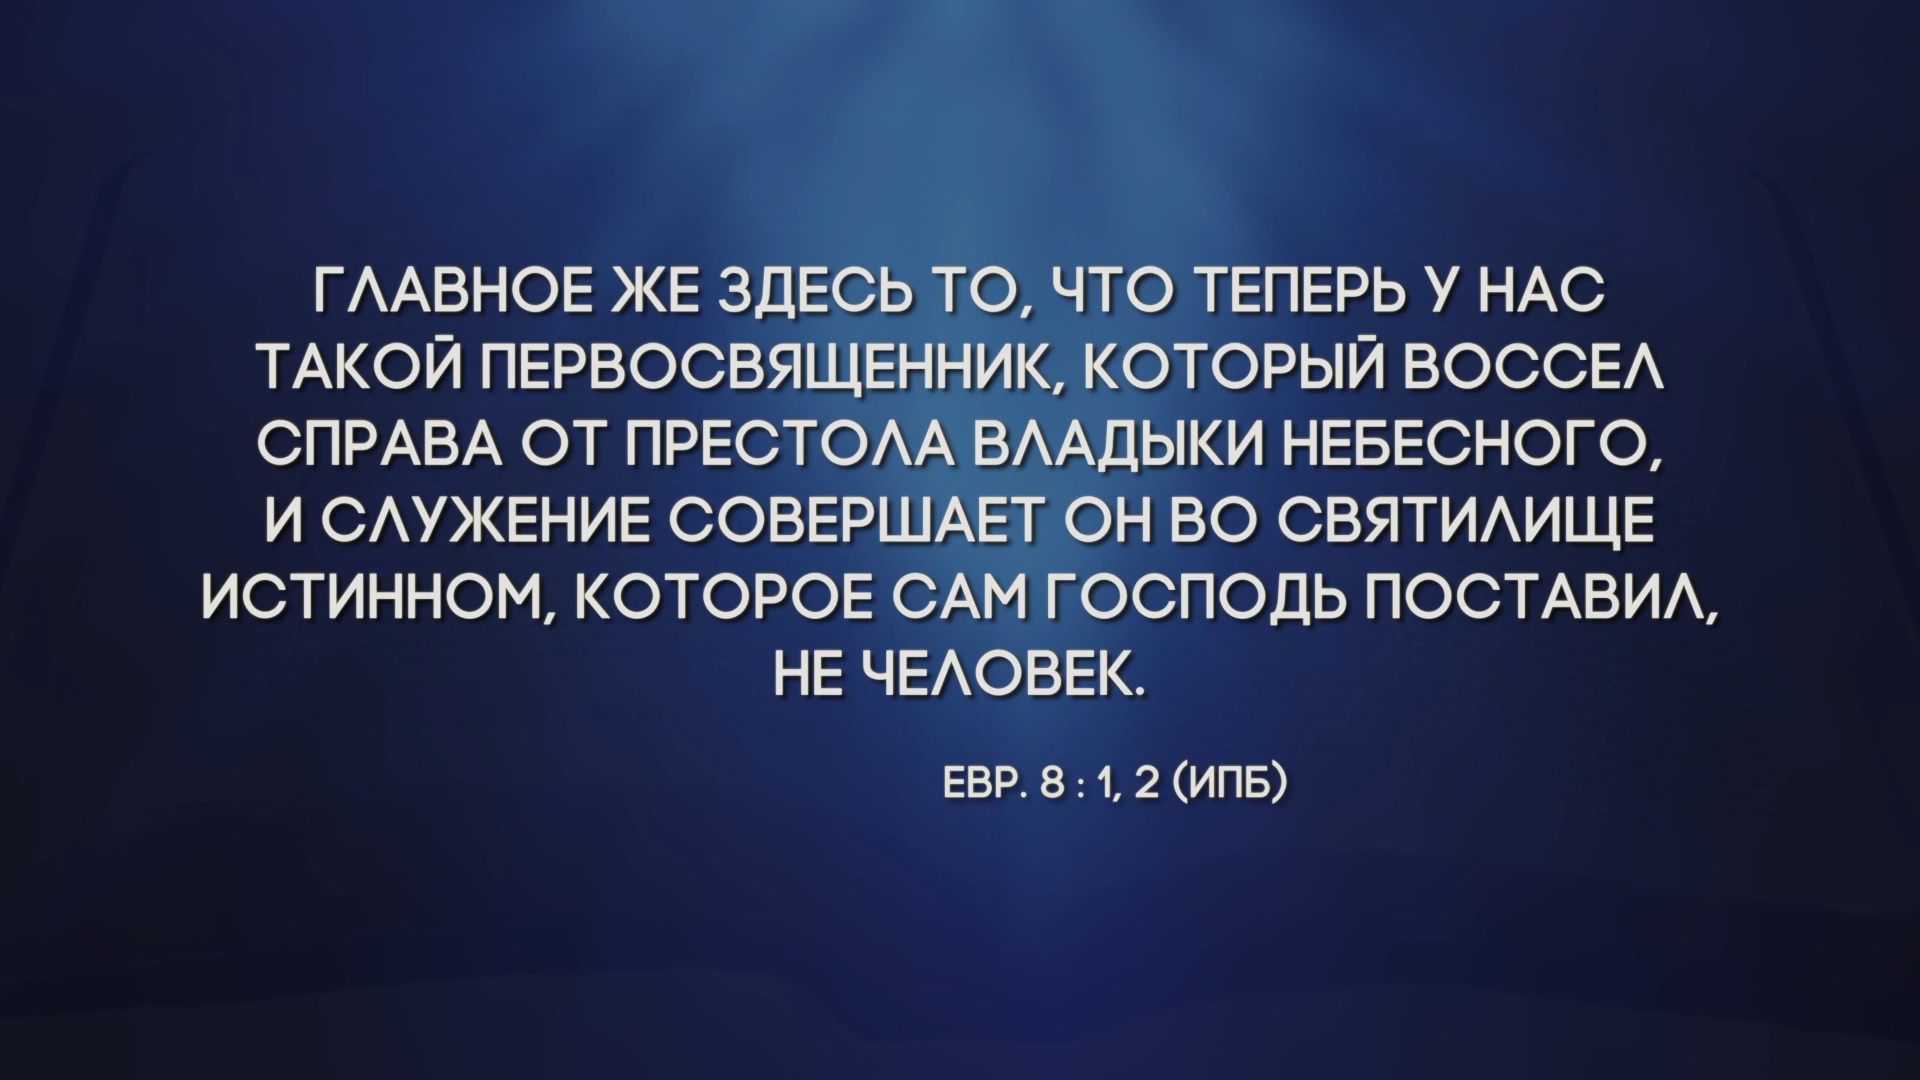 ГЛАВНОЕ ЖЕ ЗДЕСЬ ТО, ЧТО ТЕПЕРЬ У НАС
ТАКОЙ ПЕРВОСВЯЩЕННИК, КОТОРЫЙ ВОССЕЛ
СПРАВА ОТ ПРЕСТОЛА ВЛАДЫКИ НЕБЕСНОГО,
И СЛУЖЕНИЕ СОВЕРШАЕТ ОН ВО СВЯТИЛИЩЕ
ИСТИННОМ, КОТОРОЕ САМ ГОСПОДЬ ПОСТАВИЛ,
НЕ ЧЕЛОВЕК.
ЕВР. 8 : 1, 2 (ИПБ)